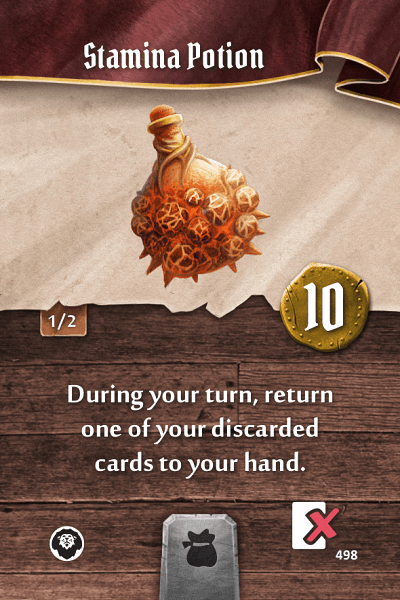 Stamina Potion
10
1/2
During your turn, return
one of your discarded
cards to your hand.
498